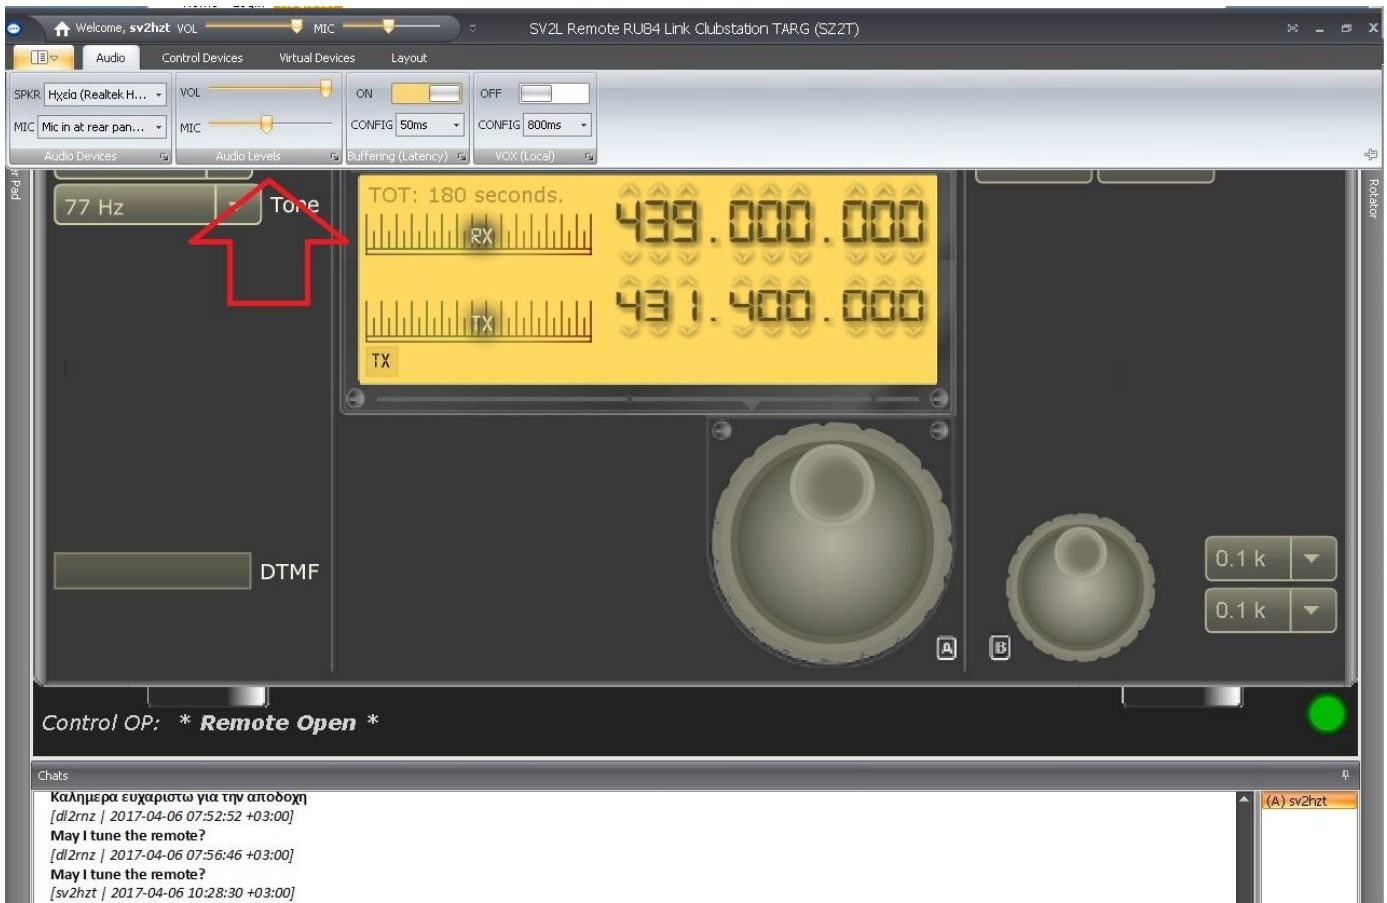 Welcome, sv2hzt VOL MIC SV2L Remote RU84 Link Clubstation TARG (SZ2T)
Audio Control Devices Virtual Devices Layout
SPKR Ηχεία (Realtek H... VOL ON OFF
MIC Mic in at rear pan... MIC CONFIG 50ms CONFIG 800ms
Audio Devices Audio Levels Buffering (Latency) VOX (Local)
Pad
Rotator
77 Hz Tone
TOT: 180 seconds.
RX 439.000.000
TX 431.400.000
TX
DTMF
0.1 k
0.1 k
A B
Control OP: * Remote Open *
Chats
Καλημερα ευχαριστω για την αποδοχη
[dl2rnz | 2017-04-06 07:52:52 +03:00]
May I tune the remote?
[dl2rnz | 2017-04-06 07:56:46 +03:00]
May I tune the remote?
[sv2hzt | 2017-04-06 10:28:30 +03:00]
(A) sv2hzt